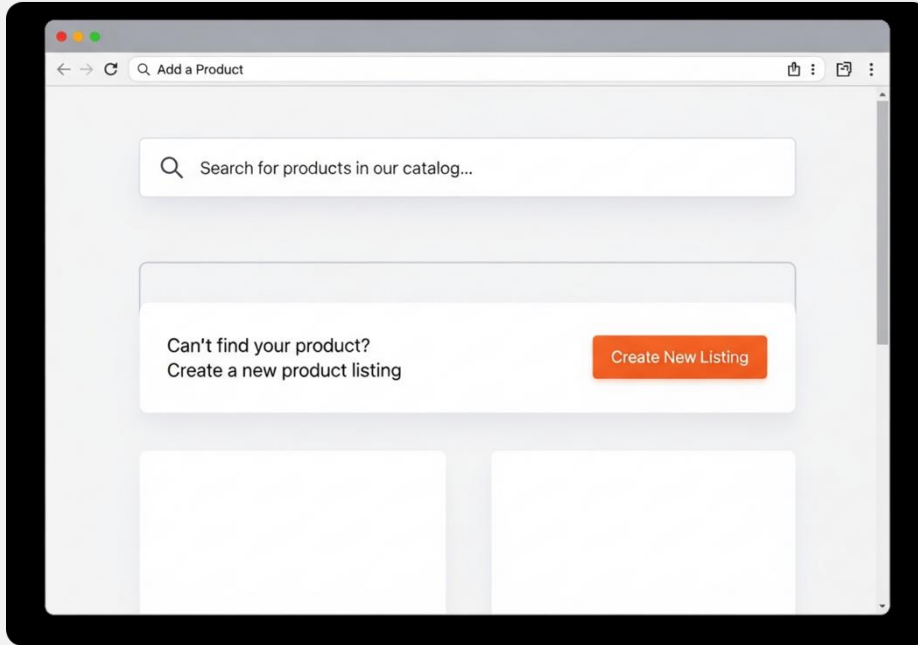 Add a Product
Search for products in our catalog...
Can't find your product?
Create a new product listing
Create New Listing